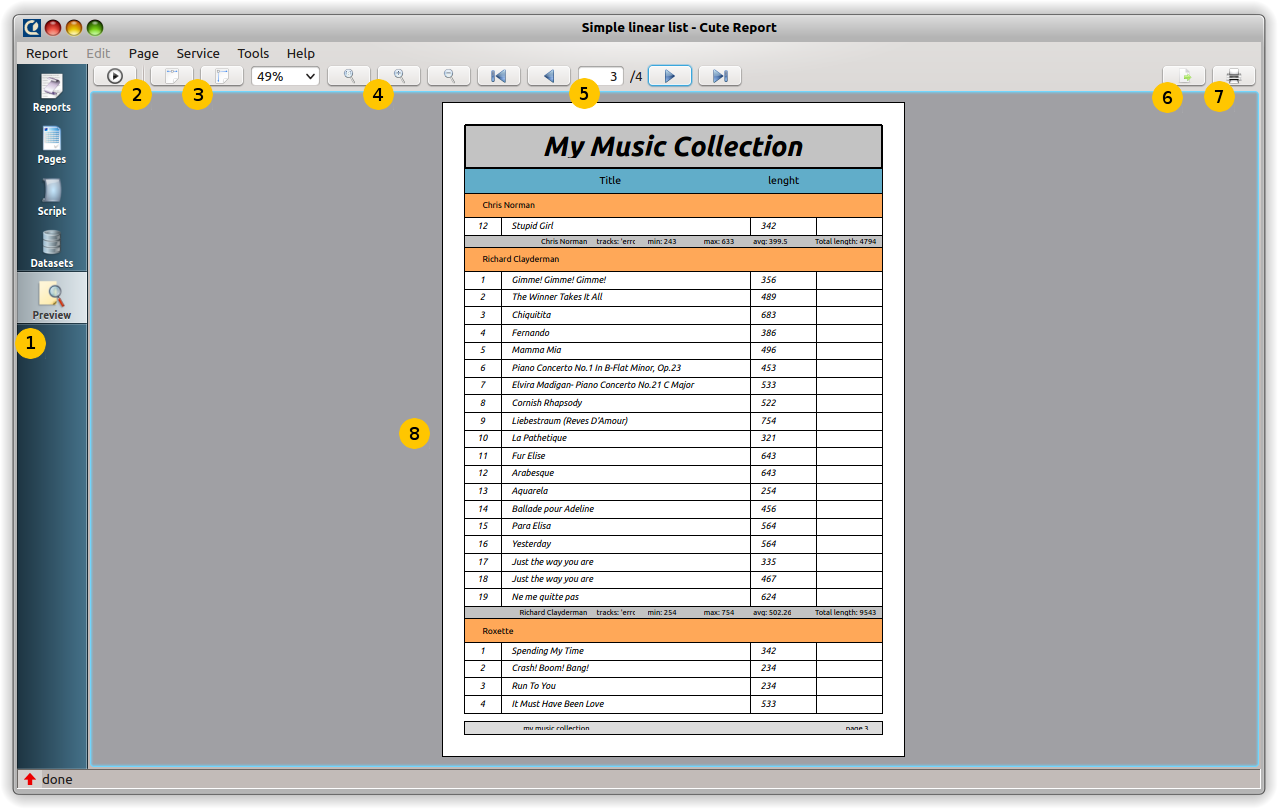 Simple linear list - Cute Report
Report Edit Page Service Tools Help
49% 3 /4
2 3 4 5 6 7
Reports
Pages
Script
Datasets
Preview
1
8
My Music Collection
Title lenght
Chris Norman
12 Stupid Girl 342
Chris Norman tracks: 'errc min: 243 max: 633 avg: 399.5 Total length: 4794
Richard Clayderman
1 Gimme! Gimme! Gimme! 356
2 The Winner Takes It All 489
3 Chiquitita 683
4 Fernando 386
5 Mamma Mia 496
6 Piano Concerto No.1 In B-Flat Minor, Op.23 453
7 Elvira Madigan- Piano Concerto No.21 C Major 533
8 Cornish Rhapsody 522
9 Liebestraum (Reves D'Amour) 754
10 La Pathetique 321
11 Fur Elise 643
12 Arabesque 643
13 Aquarela 254
14 Ballade pour Adeline 456
15 Para Elisa 564
16 Yesterday 564
17 Just the way you are 335
18 Just the way you are 467
19 Ne me quitte pas 624
Richard Clayderman tracks: 'errc min: 254 max: 754 avg: 502.26 Total length: 9543
Roxette
1 Spending My Time 342
2 Crash! Boom! Bang! 234
3 Run To You 234
4 It Must Have Been Love 533
my music collection page 3
done